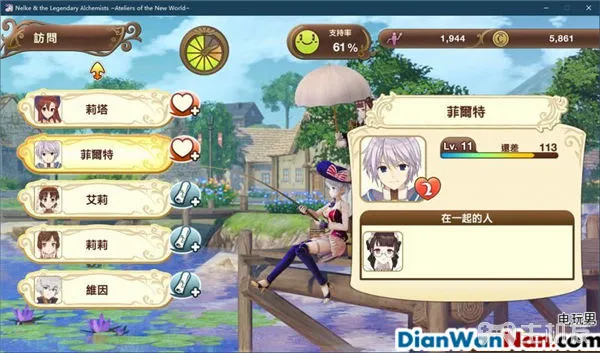 Nelke & the Legendary Alchemists ~Ateliers of the New World~
訪問
支持率
61%
1,944
5,861
莉塔
菲爾特
艾莉
莉莉
維因
菲爾特
Lv. 11
還差
113
2
在一起的人
电玩男
DianWanNan.com